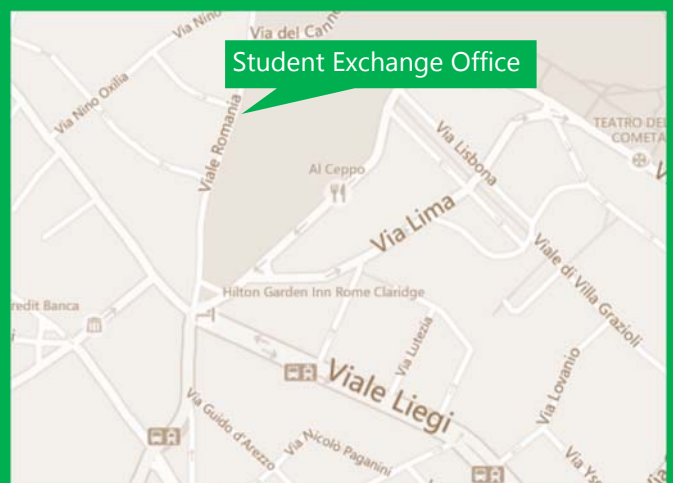 Via Nino
Via del Cann
Student Exchange Office
Via Nino Oxilia
Viale Romania
TEATRO DE
COMETA
Via Lisbona
Al Ceppo
Via Lima
Viale di Villa Grazioli
Hilton Garden Inn Rome Claridge
redit Banca
Via Lutezia
Viale Liegi
Via Lovanio
Via Guido d'Arezzo
Via Nicolò Paganini
Via Ys